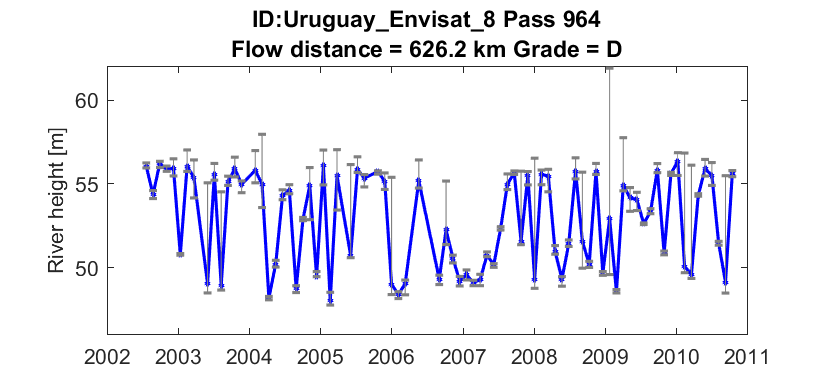 ID:Uruguay_Envisat_8 Pass 964
Flow distance = 626.2 km Grade = D
River height [m]
60
55
50
2002 2003 2004 2005 2006 2007 2008 2009 2010 2011